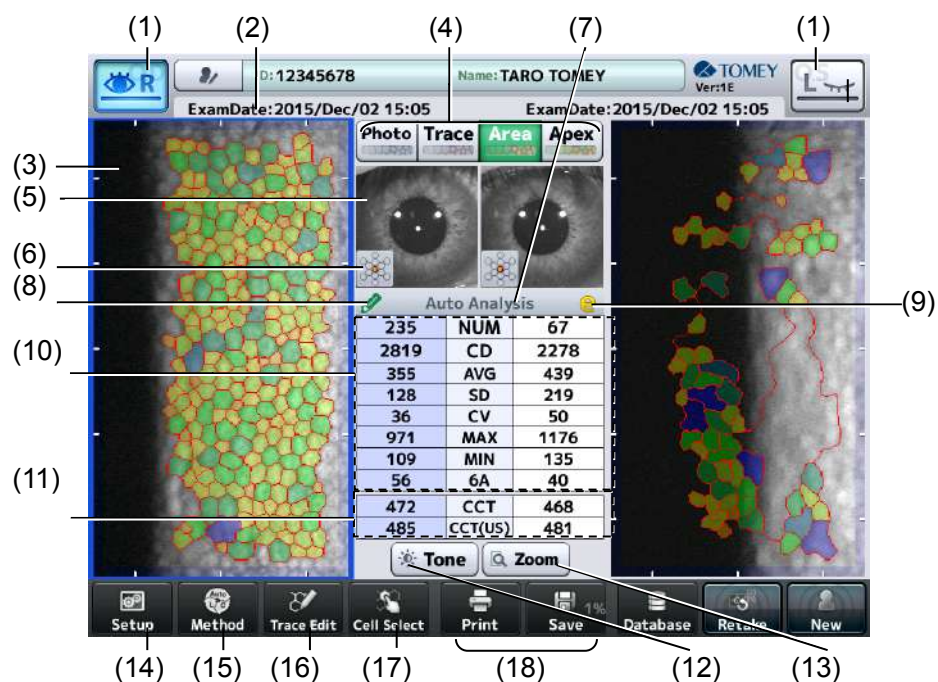 (1) (2) (4) (7) (1)
R ID:12345678 Name:TARO TOMEY TOMEY
Ver:1E
L
ExamDate:2015/Dec/02 15:05 ExamDate:2015/Dec/02 15:05
Photo Trace Area Apex
(3)
(5)
(6)
(8) Auto Analysis (9)
235 NUM 67
(10) 2819 CD 2278
355 AVG 439
128 SD 219
36 CV 50
971 MAX 1176
109 MIN 135
(11) 56 6A 40
472 CCT 468
485 CCT(US) 481
Tone Zoom
1%
Setup Method Trace Edit Cell Select Print Save Database Retake New
(14) (15) (16) (17) (18) (12) (13)